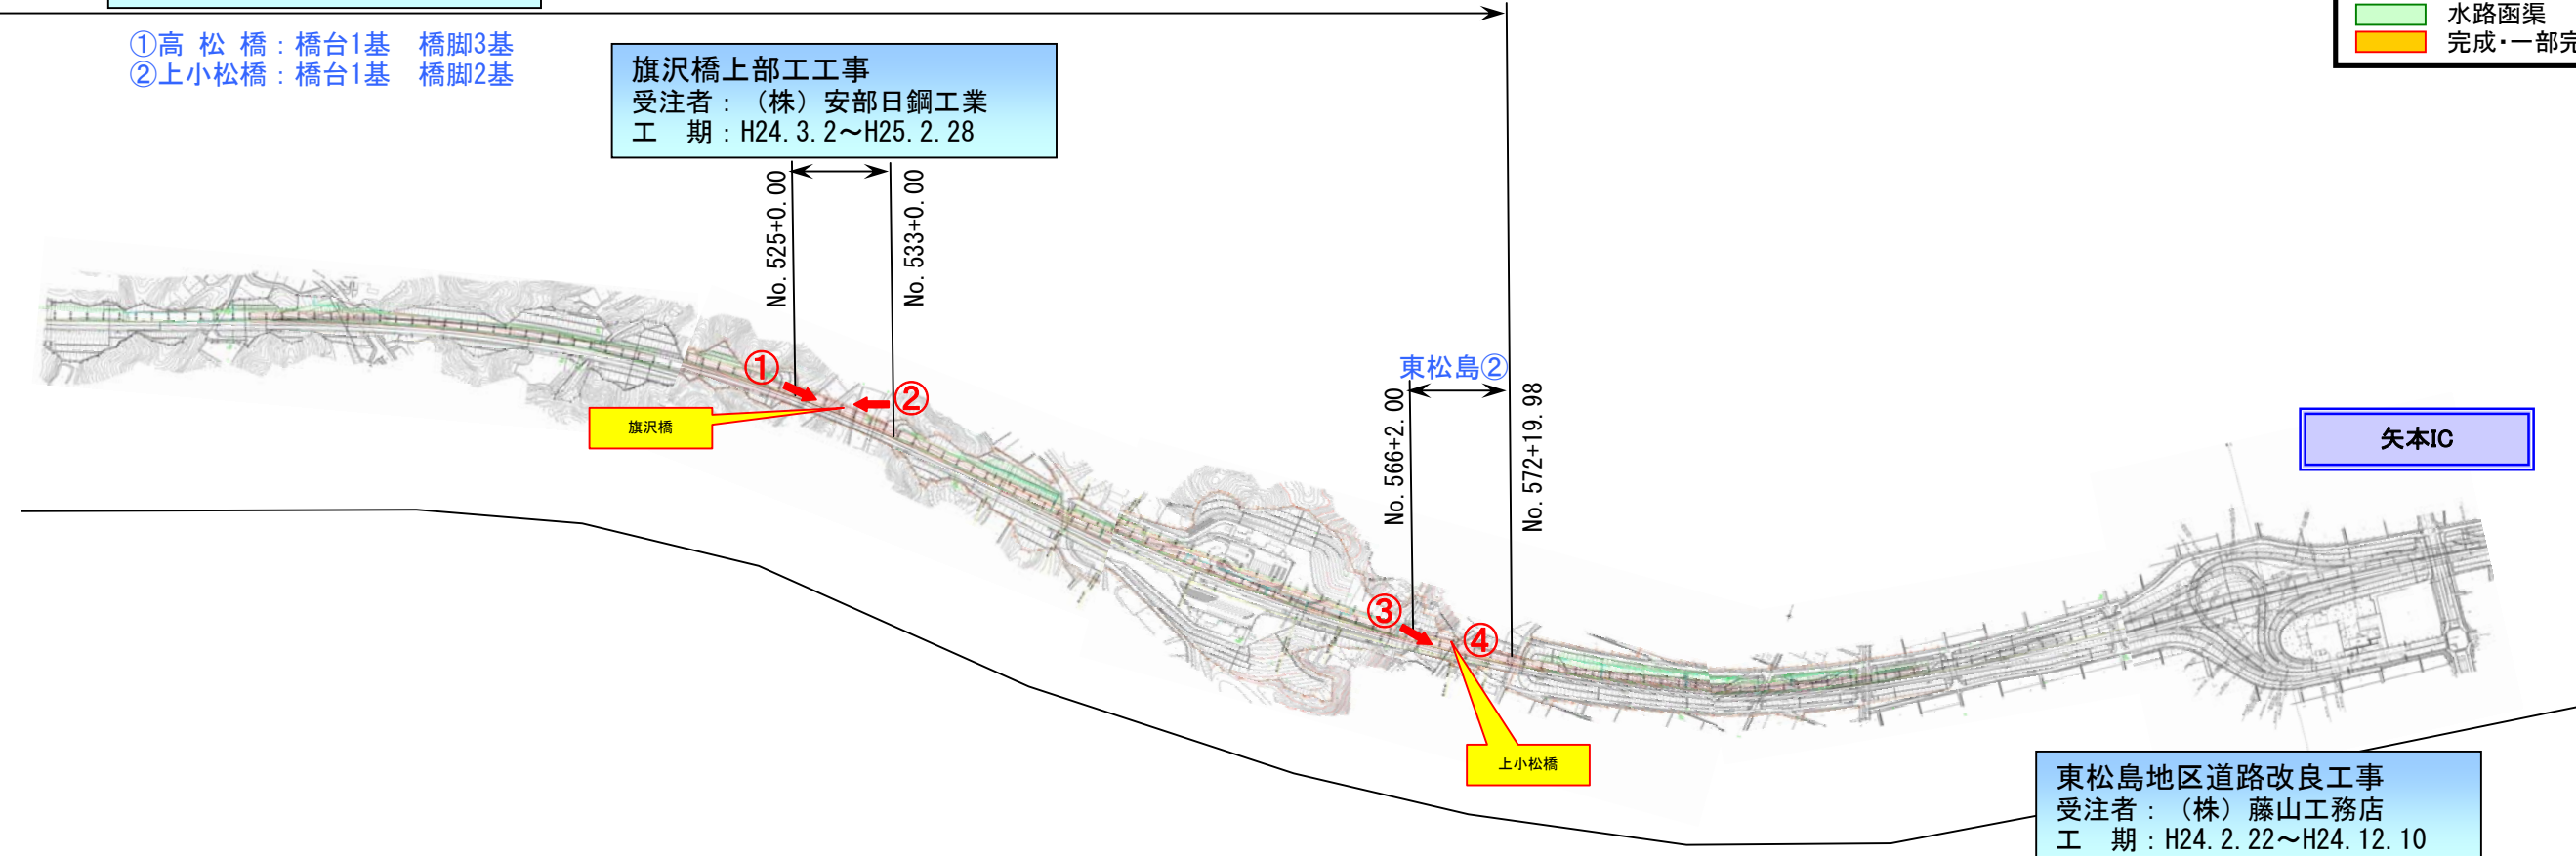 水路函渠
完成・一部完
①高 松 橋：橋台1基　橋脚3基
②上小松橋：橋台1基　橋脚2基
旗沢橋上部工工事
受注者：（株）安部日鋼工業
工　期：H24.3.2～H25.2.28
No.525+0.00
No.533+0.00
①
②
旗沢橋
東松島②
No.566+2.00
No.572+19.98
矢本IC
③
④
上小松橋
東松島地区道路改良工事
受注者：（株）藤山工務店
工　期：H24.2.22～H24.12.10